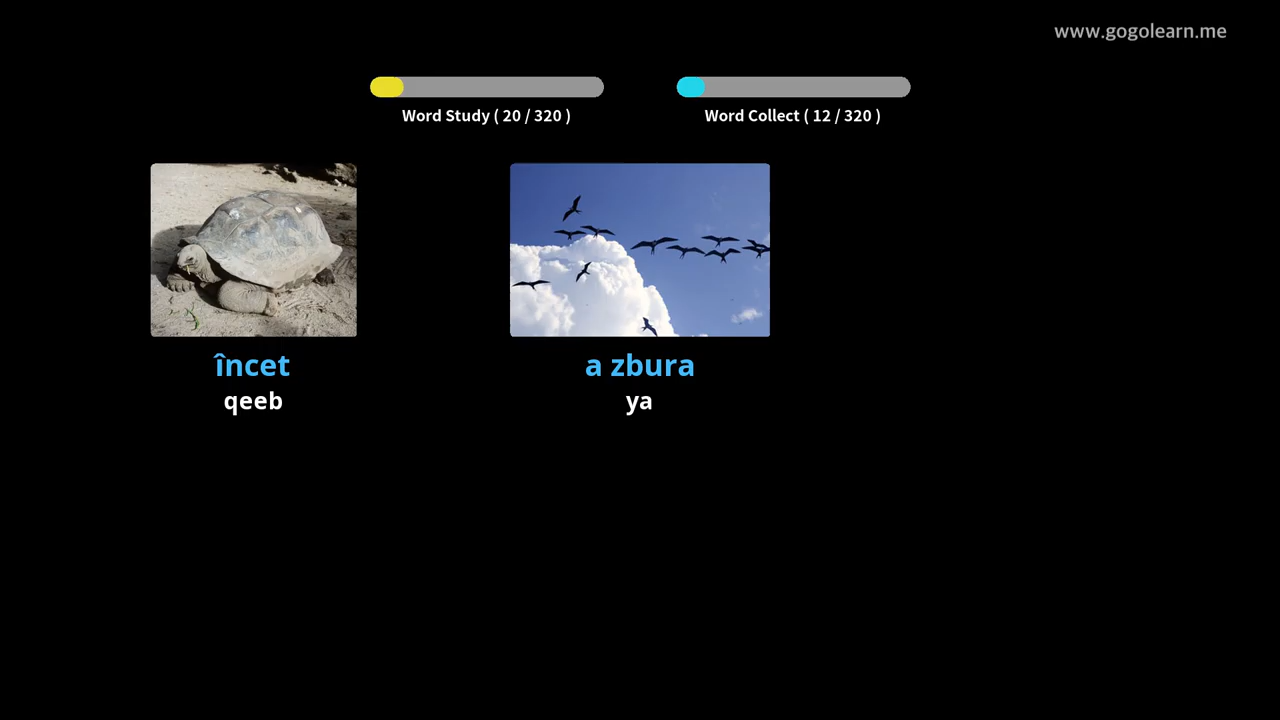 www.gogolearn.me
Word Study ( 20 / 320 )
Word Collect ( 12 / 320 )
încet
qeeb
a zbura
ya